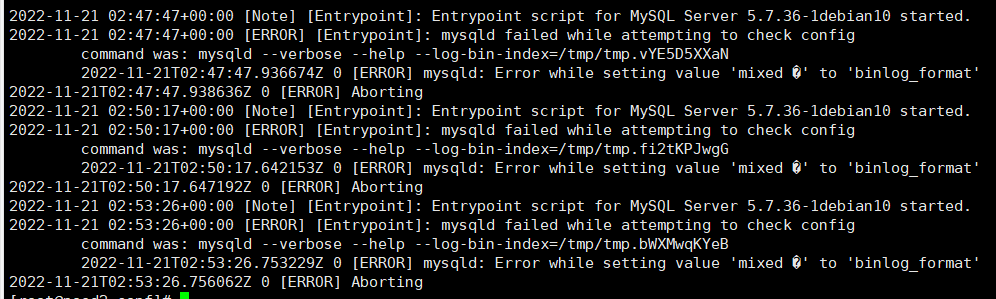 2022-11-21 02:47:47+00:00 [Note] [Entrypoint]: Entrypoint script for MySQL Server 5.7.36-1debian10 started.
2022-11-21 02:47:47+00:00 [ERROR] [Entrypoint]: mysqld failed while attempting to check config
command was: mysqld --verbose --help --log-bin-index=/tmp/tmp.vYE5D5XXaN
2022-11-21T02:47:47.936674Z 0 [ERROR] mysqld: Error while setting value 'mixed �' to 'binlog_format'
2022-11-21T02:47:47.938636Z 0 [ERROR] Aborting
2022-11-21 02:50:17+00:00 [Note] [Entrypoint]: Entrypoint script for MySQL Server 5.7.36-1debian10 started.
2022-11-21 02:50:17+00:00 [ERROR] [Entrypoint]: mysqld failed while attempting to check config
command was: mysqld --verbose --help --log-bin-index=/tmp/tmp.fi2tKPJwgG
2022-11-21T02:50:17.642153Z 0 [ERROR] mysqld: Error while setting value 'mixed �' to 'binlog_format'
2022-11-21T02:50:17.647192Z 0 [ERROR] Aborting
2022-11-21 02:53:26+00:00 [Note] [Entrypoint]: Entrypoint script for MySQL Server 5.7.36-1debian10 started.
2022-11-21 02:53:26+00:00 [ERROR] [Entrypoint]: mysqld failed while attempting to check config
command was: mysqld --verbose --help --log-bin-index=/tmp/tmp.bWXMwqKYeB
2022-11-21T02:53:26.753229Z 0 [ERROR] mysqld: Error while setting value 'mixed �' to 'binlog_format'
2022-11-21T02:53:26.756062Z 0 [ERROR] Aborting